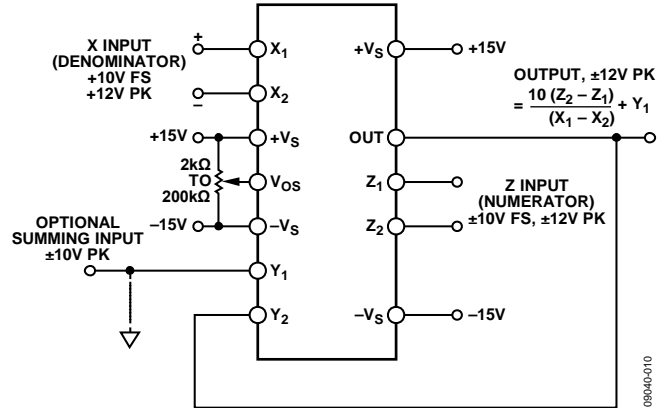 X INPUT
(DENOMINATOR)
+10V FS
+12V PK
+
–
X1
X2
+VS
VOS
–VS
Y1
Y2
+15V
2kΩ
TO
200kΩ
–15V
OPTIONAL
SUMMING INPUT
±10V PK
+VS
OUT
Z1
Z2
–VS
+15V
OUTPUT, ±12V PK
= 10 (Z2 – Z1) / (X1 – X2) + Y1
Z INPUT
(NUMERATOR)
±10V FS, ±12V PK
–15V
09040-010